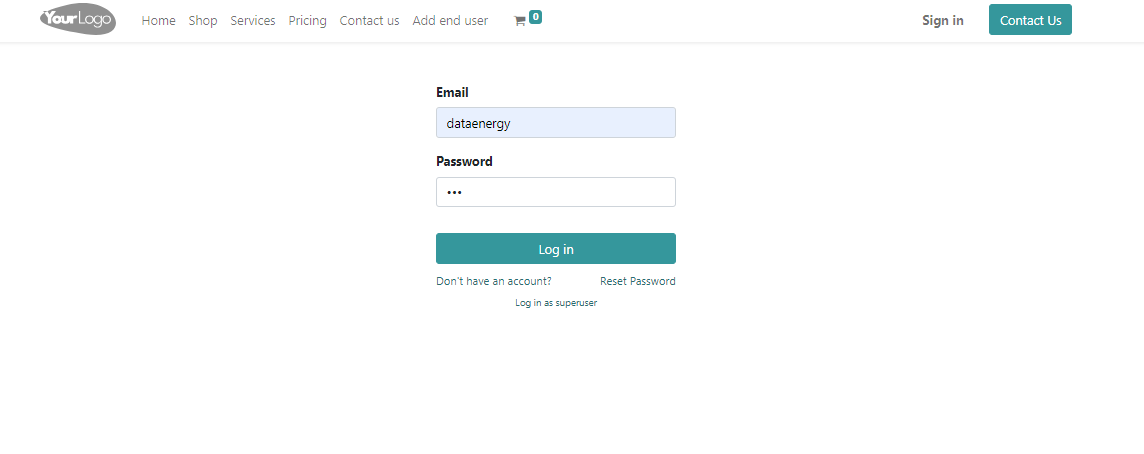 YourLogo Home Shop Services Pricing Contact us Add end user 0 Sign in Contact Us
Email
dataenergy
Password
•••
Log in
Don't have an account? Reset Password
Log in as superuser